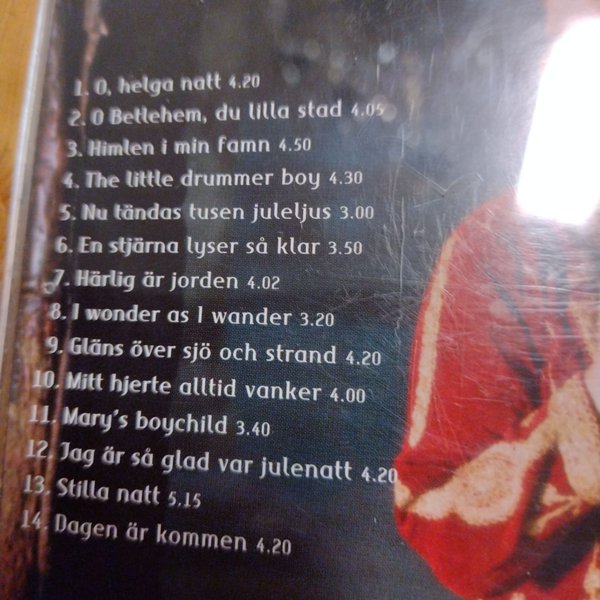 1. O, helga natt 4.20
2. O Betlehem, du lilla stad 4.05
3. Himlen i min famn 4.50
4. The little drummer boy 4.30
5. Nu tändas tusen juleljus 3.00
6. En stjärna lyser så klar 3.50
7. Härlig är jorden 4.02
8. I wonder as I wander 3.20
9. Gläns över sjö och strand 4.20
10. Mitt hjerte alltid vanker 4.00
11. Mary's boychild 3.40
12. Jag är så glad var julenatt 4.20
13. Stilla natt 5.15
14. Dagen är kommen 4.20